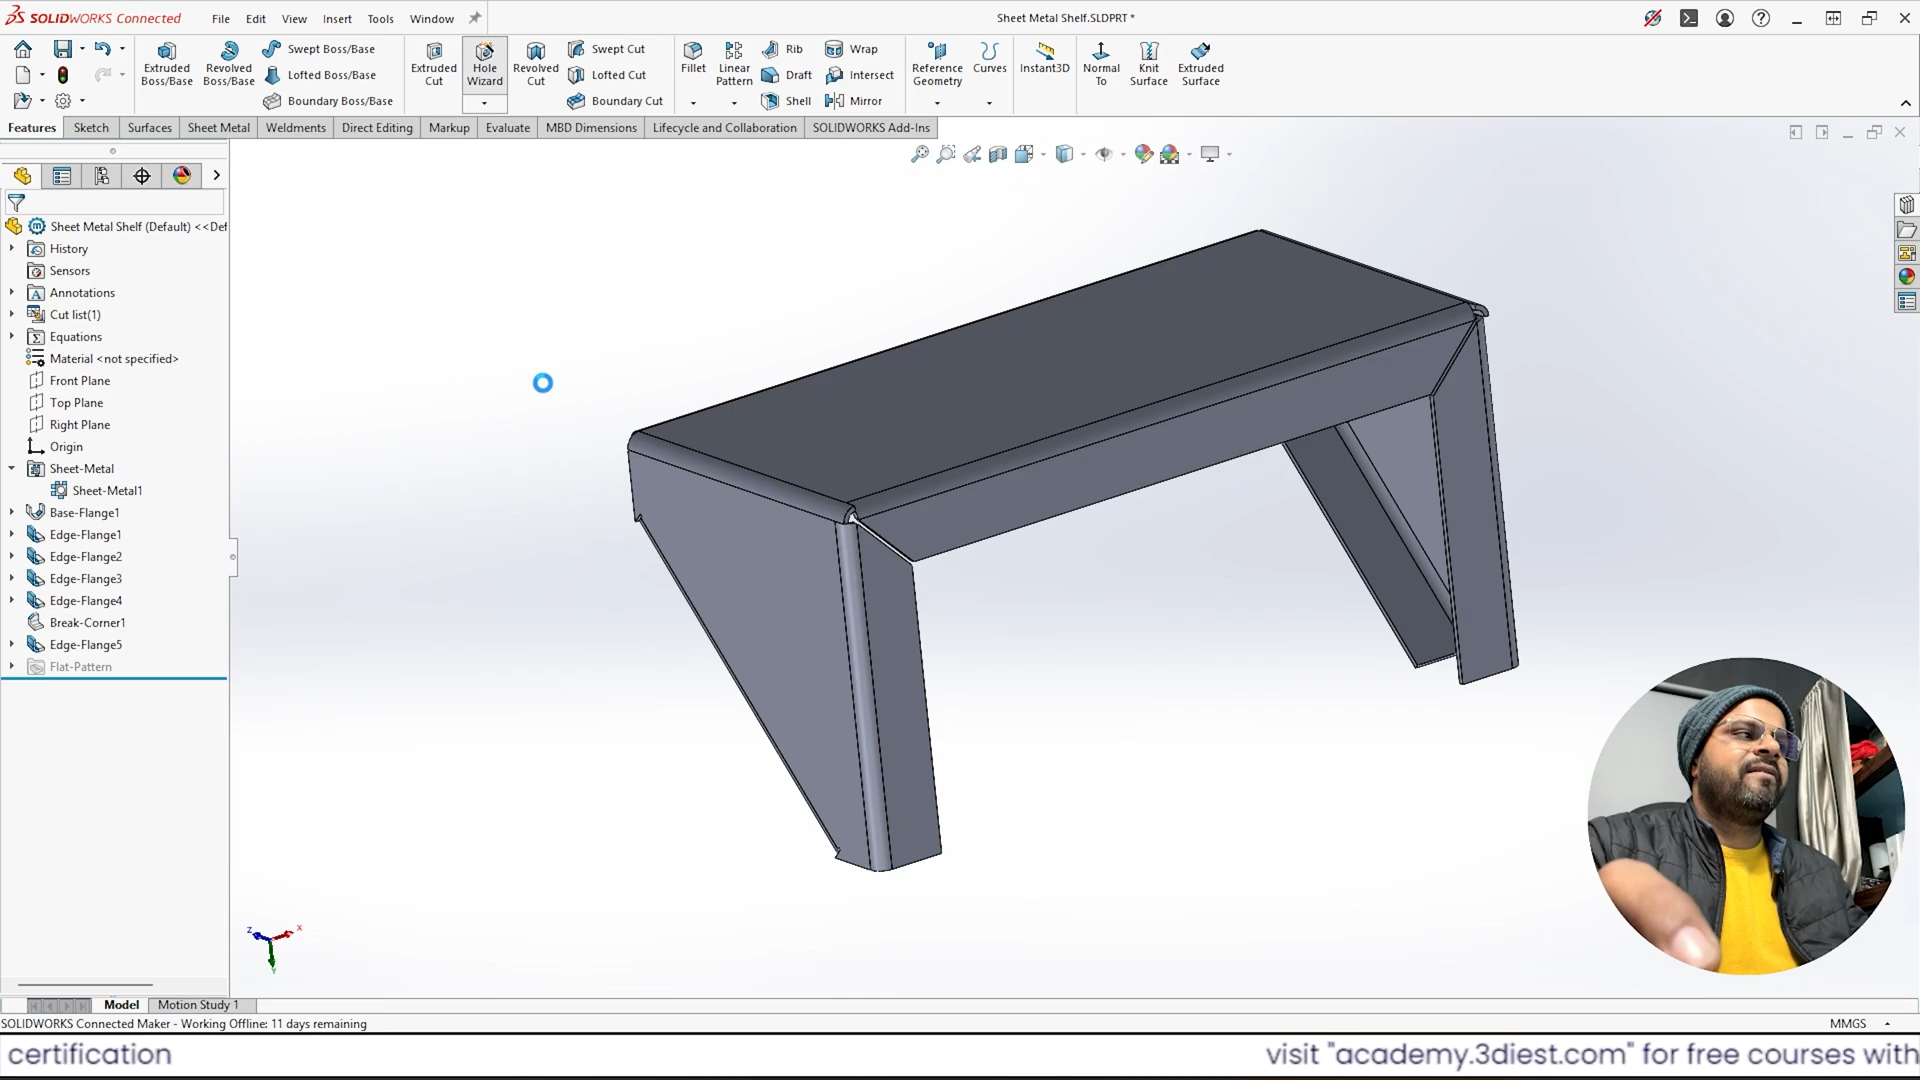 SOLIDWORKS Connected
File Edit View Insert Tools Window
Sheet Metal Shelf.SLDPRT *
Extruded Boss/Base
Revolved Boss/Base
Swept Boss/Base
Lofted Boss/Base
Boundary Boss/Base
Extruded Cut
Hole Wizard
Revolved Cut
Swept Cut
Lofted Cut
Boundary Cut
Fillet
Linear Pattern
Rib
Draft
Shell
Wrap
Intersect
Mirror
Reference Geometry
Curves
Instant3D
Normal To
Knit Surface
Extruded Surface
Features Sketch Surfaces Sheet Metal Weldments Direct Editing Markup Evaluate MBD Dimensions Lifecycle and Collaboration SOLIDWORKS Add-Ins
Sheet Metal Shelf (Default) <<Def
History
Sensors
Annotations
Cut list(1)
Equations
Material <not specified>
Front Plane
Top Plane
Right Plane
Origin
Sheet-Metal
Sheet-Metal1
Base-Flange1
Edge-Flange1
Edge-Flange2
Edge-Flange3
Edge-Flange4
Break-Corner1
Edge-Flange5
Flat-Pattern
Z X Y
Model Motion Study 1
SOLIDWORKS Connected Maker - Working Offline: 11 days remaining
MMGS
certification visit "academy.3diest.com" for free courses with